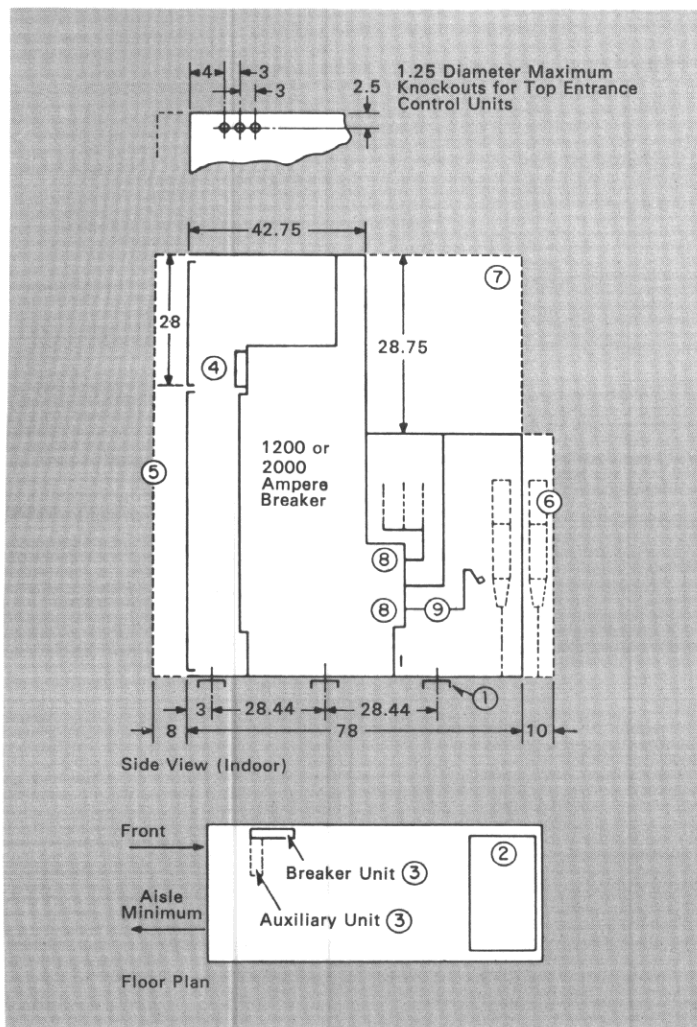 4
3
3
2.5
1.25 Diameter Maximum
Knockouts for Top Entrance
Control Units
42.75
28
28.75
④
⑦
1200 or
2000
Ampere
Breaker
⑤
⑥
⑧
⑧
⑨
①
3
28.44
28.44
8
78
10
Side View (Indoor)
Front
②
Breaker Unit ③
Aisle
Minimum
Auxiliary Unit ③
Floor Plan